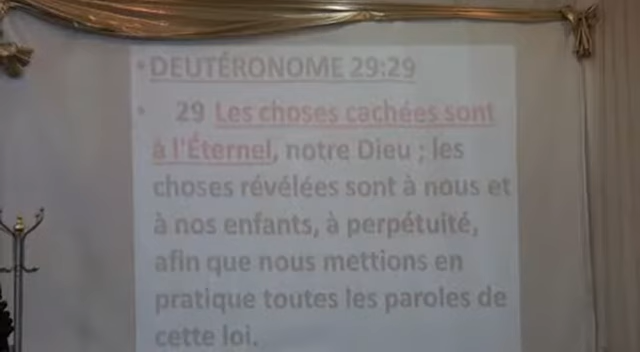 • DEUTÉRONOME 29:29
• 29 Les choses cachées sont
à l'Éternel, notre Dieu ; les
choses révélées sont à nous et
à nos enfants, à perpétuité,
afin que nous mettions en
pratique toutes les paroles de
cette loi.